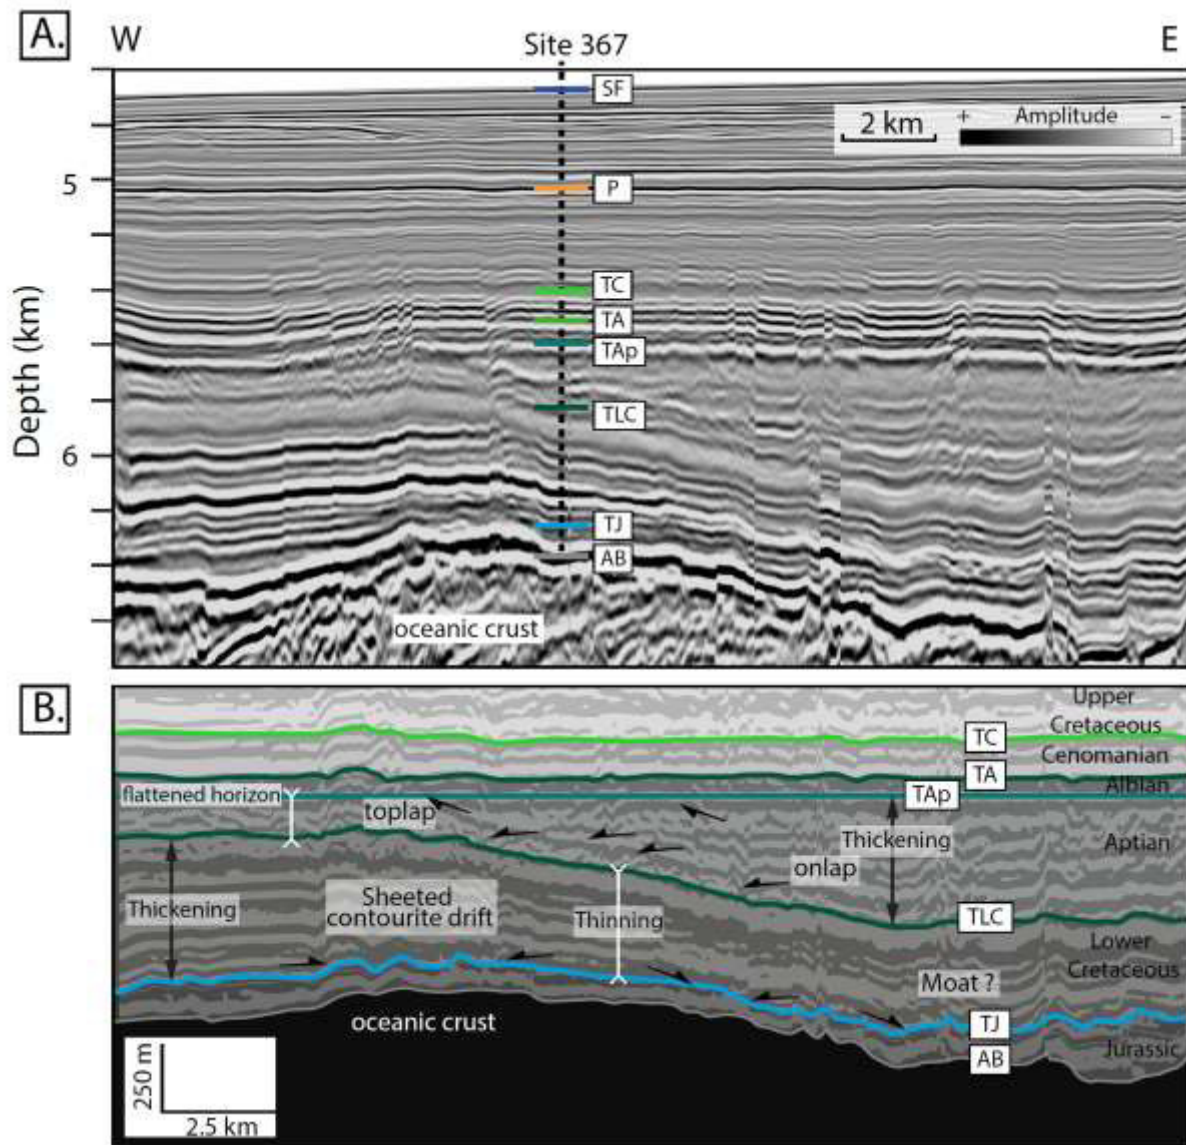 A.
W
Site 367
E
SF
2 km
+ Amplitude –
5
P
TC
TA
TAp
TLC
Depth (km)
6
TJ
AB
oceanic crust
B.
Upper
Cretaceous
TC
Cenomanian
TA
Albian
flattened horizon
TAp
toplap
Thickening
Aptian
onlap
Sheeted
contourite drift
Thickening
Thinning
TLC
Lower
Cretaceous
Moat ?
oceanic crust
TJ
Jurassic
AB
250 m
2.5 km